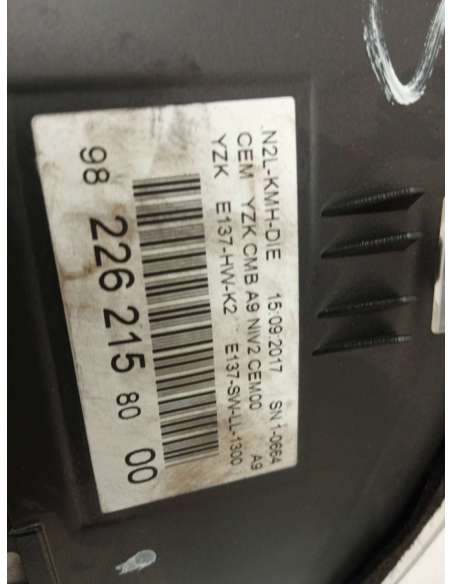 .N2L-KMH-DIE 15:09:2017 SN 1-0664
CEM YZK CMB A9 NIV2 CEM00 A9
YZK E137-HW-K2 E137-SW-LL-1300
98 226 215 80 00